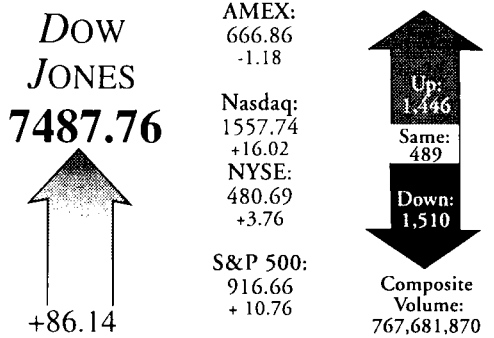 DOW
JONES
7487.76
+86.14
AMEX:
666.86
-1.18
Nasdaq:
1557.74
+16.02
NYSE:
480.69
+3.76
S&P 500:
916.66
+ 10.76
Up:
1,446
Same:
489
Down:
1,510
Composite
Volume:
767,681,870